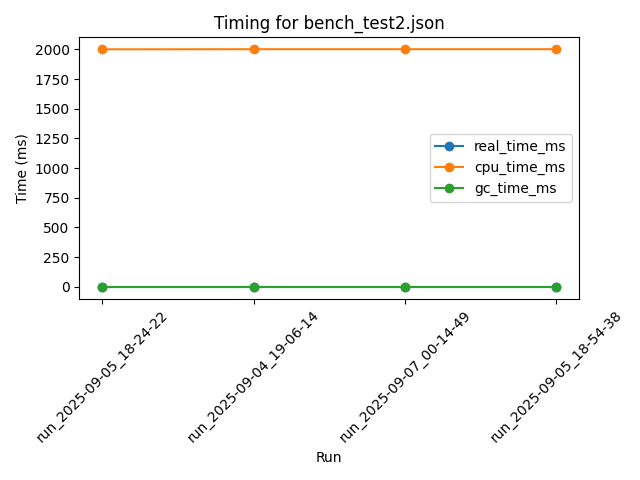 Timing for bench_test2.json
Time (ms)
2000
1750
1500
1250
1000
750
500
250
0
real_time_ms
cpu_time_ms
gc_time_ms
run_2025-09-05_18-24-22
run_2025-09-04_19-06-14
run_2025-09-07_00-14-49
run_2025-09-05_18-54-38
Run